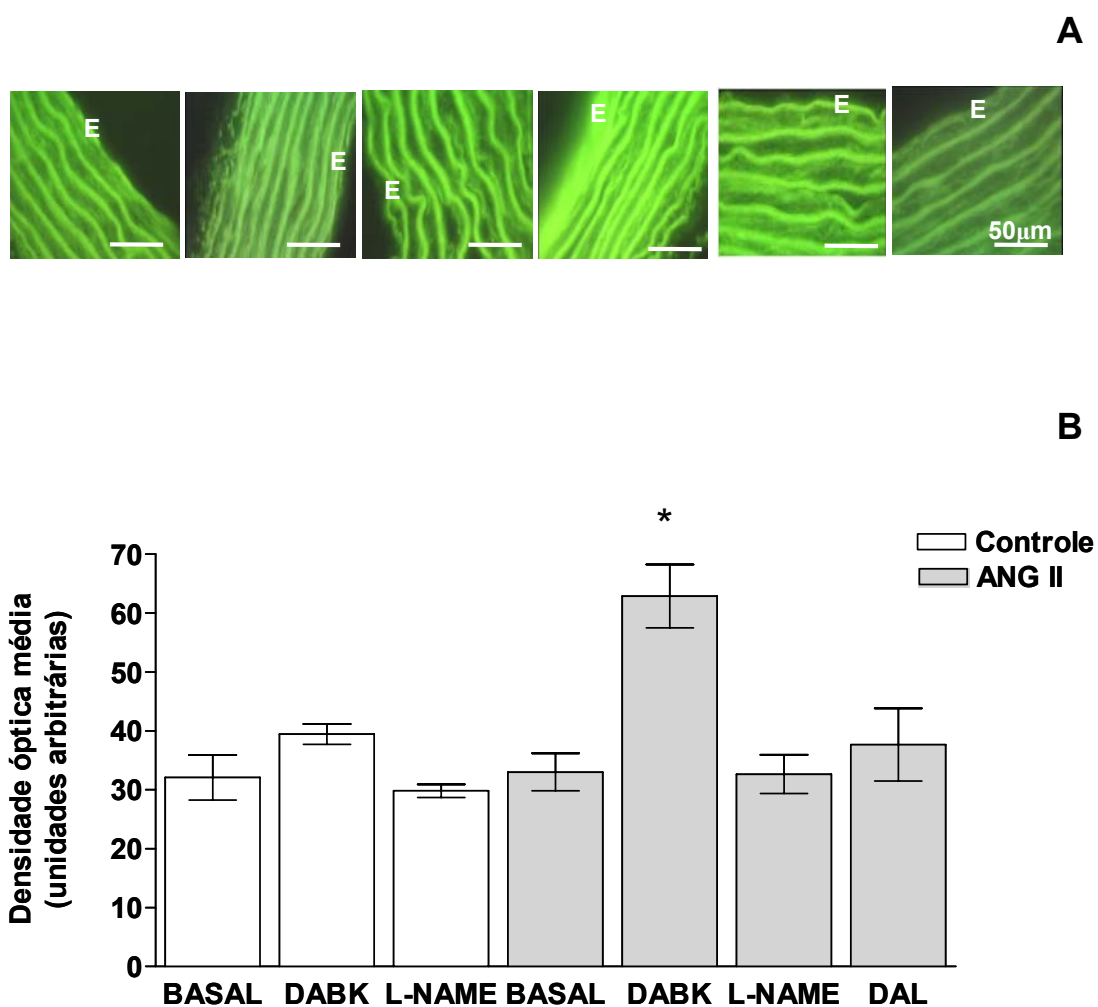 A
E
E
E
E
E
E
50µm
B
*
Controle
ANG II
Densidade óptica média
(unidades arbitrárias)
70
60
50
40
30
20
10
0
BASAL DABK L-NAME BASAL DABK L-NAME DAL